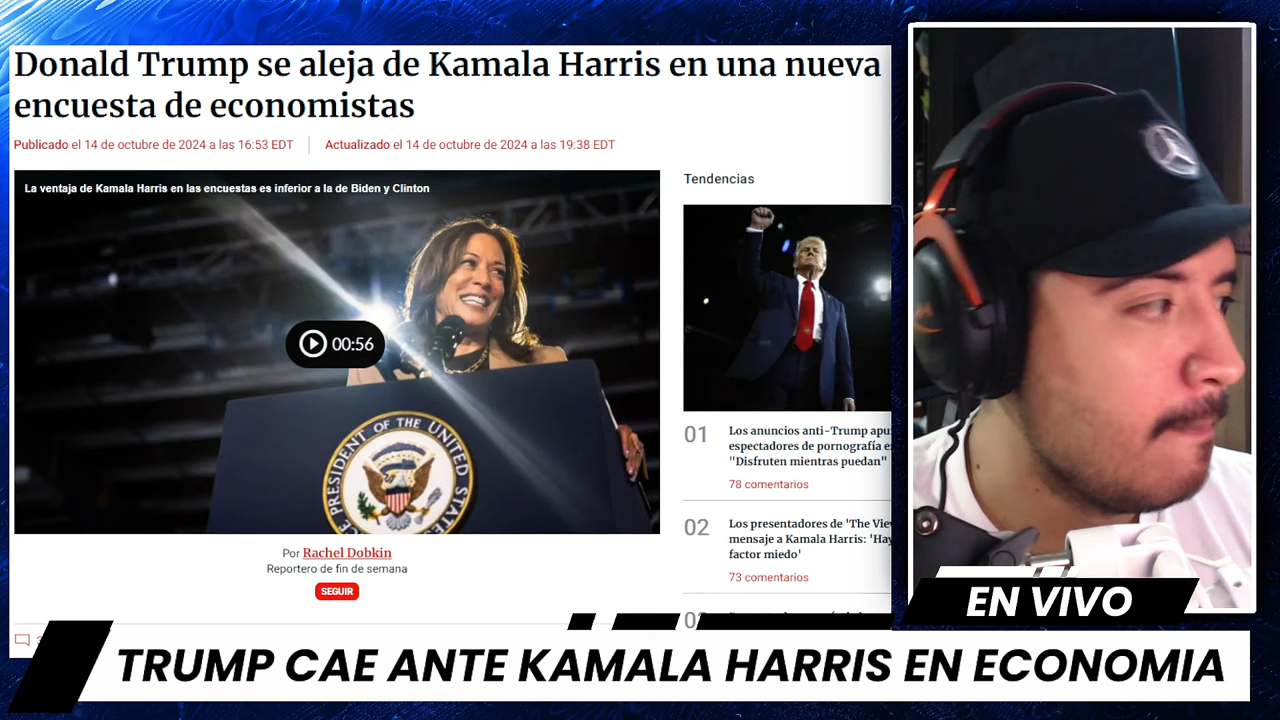 Donald Trump se aleja de Kamala Harris en una nueva
encuesta de economistas
Publicado el 14 de octubre de 2024 a las 16:53 EDT
Actualizado el 14 de octubre de 2024 a las 19:38 EDT
La ventaja de Kamala Harris en las encuestas es inferior a la de Biden y Clinton
00:56
PRESIDENT OF THE UNITED STATES
Por Rachel Dobkin
Reportero de fin de semana
SEGUIR
Tendencias
01
Los anuncios anti-Trump
espectadores de pornografía
"Disfruten mientras puedan"
78 comentarios
02
Los presentadores de 'The
mensaje a Kamala Harris:
factor miedo'
73 comentarios
EN VIVO
TRUMP CAE ANTE KAMALA HARRIS EN ECONOMIA